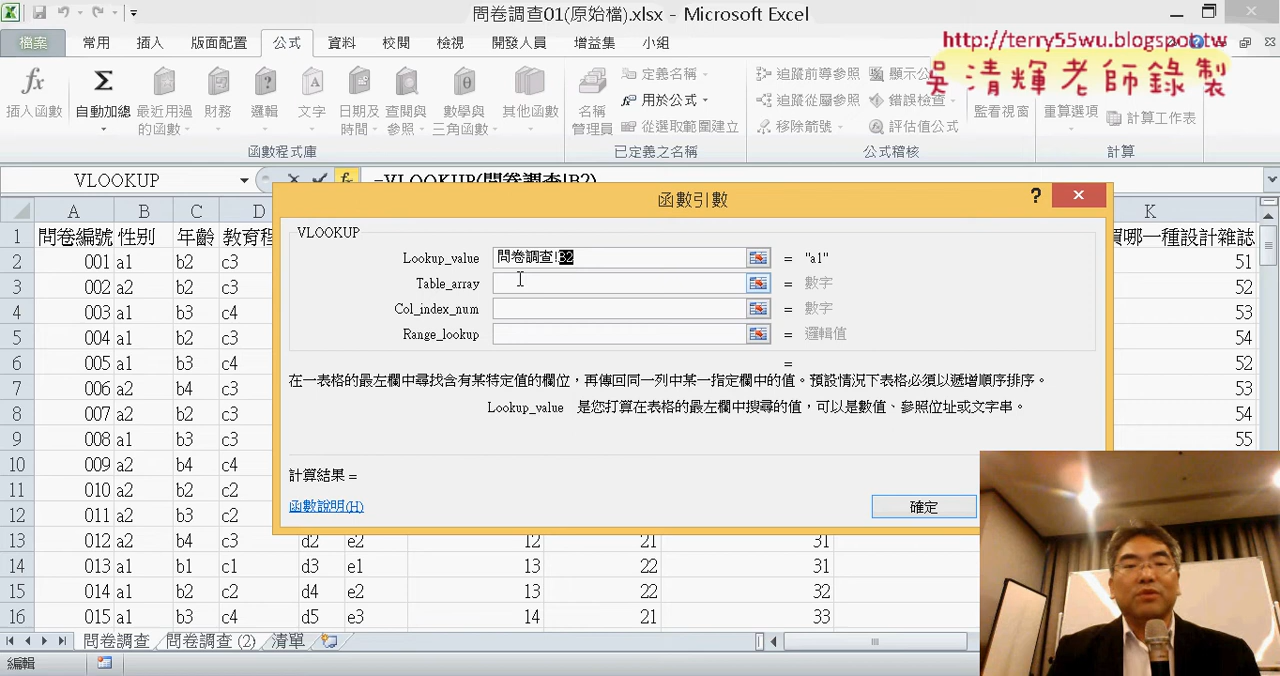 問卷調查01(原始檔).xlsx - Microsoft Excel
檔案 常用 插入 版面配置 公式 資料 校閱 檢視 開發人員 增益集 小組
http://terry55wu.blogspot.tw
吳清輝老師錄製
fx Σ 定義名稱 追蹤前導參照 顯示公
插入函數 自動加總 最近用過的函數 財務 邏輯 文字 日期及時間 查閱與參照 數學與三角函數 其他函數
名稱管理員 用於公式 從選取範圍建立
追蹤從屬參照 錯誤檢查 移除箭號 評估值公式 監看視窗 重算選項 計算工作表
函數程式庫 已定義之名稱 公式稽核 計算
VLOOKUP =VLOOKUP(問卷調查!B2)
函數引數
VLOOKUP
Lookup_value 問卷調查!B2 = "a1"
Table_array = 數字
Col_index_num = 數字
Range_lookup = 邏輯值
=
在一表格的最左欄中尋找含有某特定值的欄位，再傳回同一列中某一指定欄中的值。預設情況下表格必須以遞增順序排序。
Lookup_value 是您打算在表格的最左欄中搜尋的值，可以是數值、參照位址或文字串。
計算結果 =
函數說明(H) 確定
A B C D K
1 問卷編號 性別 年齡 教育程 哪一種設計雜誌
2 001 a1 b2 c3 51
3 002 a2 b2 c3 52
4 003 a1 b3 c4 53
5 004 a1 b2 c3 54
6 005 a1 b3 c4 52
7 006 a2 b4 c3 53
8 007 a2 b2 c3 54
9 008 a1 b3 c3 55
10 009 a2 b4 c4
11 010 a2 b2 c2
12 011 a2 b3 c2
13 012 a2 b4 c3 d2 e2 12 21 31
14 013 a1 b1 c1 d3 e1 13 22 31
15 014 a1 b2 c2 d4 e2 13 22 32
16 015 a1 b3 c4 d5 e3 14 21 33
問卷調查 問卷調查 (2) 清單
編輯